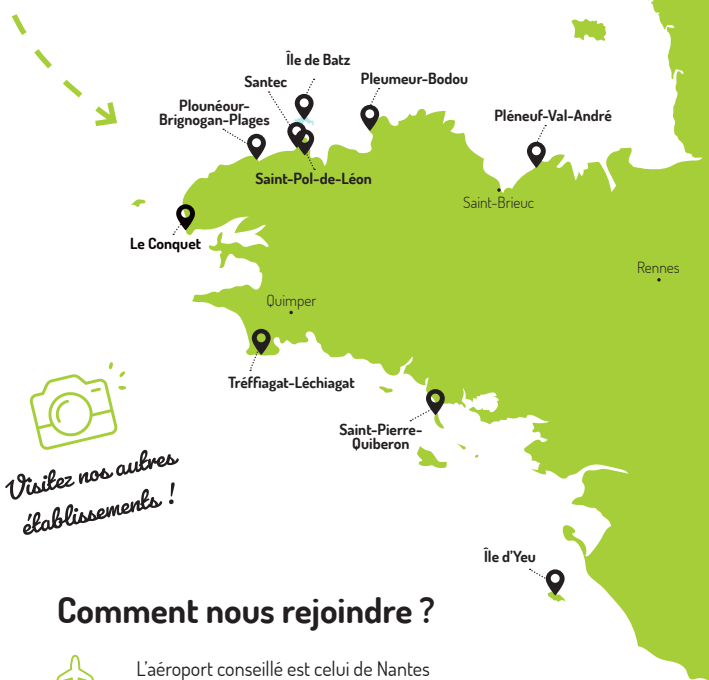 Île de Batz
Santec
Pleumeur-Bodou
Plounéour-
Brignogan-Plages
Pléneuf-Val-André
Saint-Pol-de-Léon
Saint-Brieuc
Le Conquet
Rennes
Quimper
Tréffiagat-Léchiagat
Saint-Pierre-
Quiberon
Visitez nos autres
établissements !
Île d'Yeu
Comment nous rejoindre ?
L'aéroport conseillé est celui de Nantes